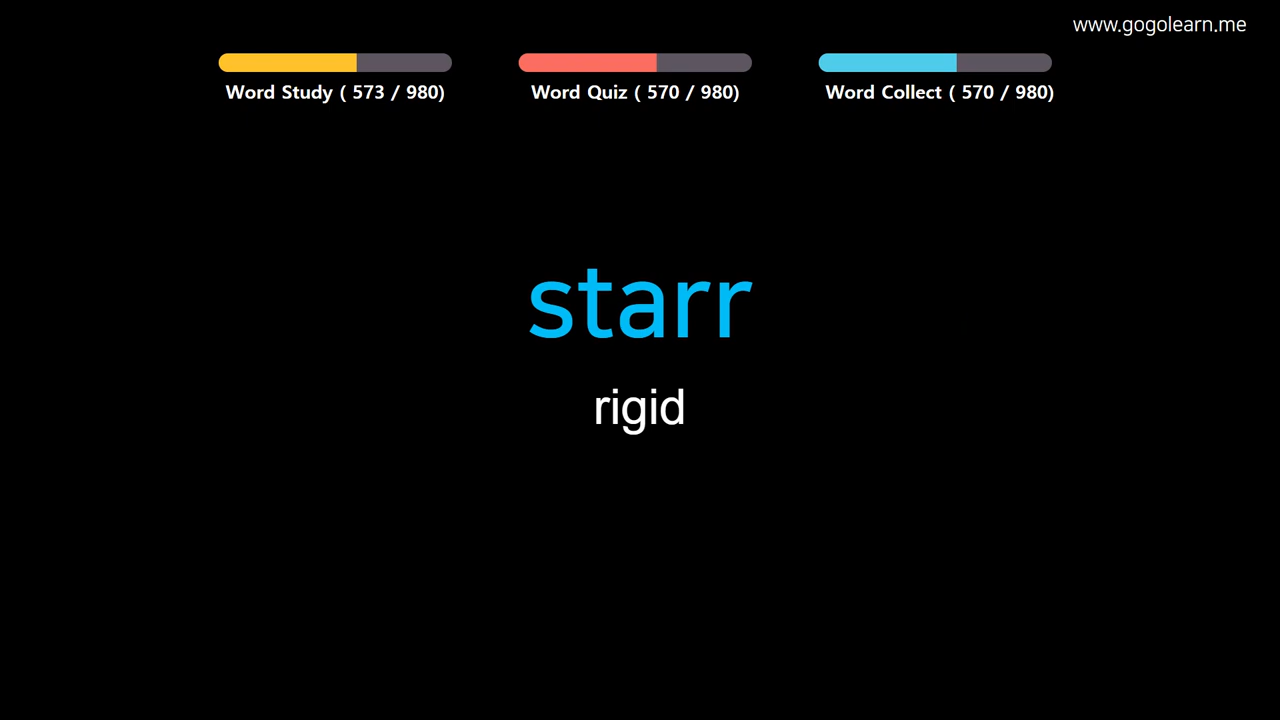 www.gogolearn.me
Word Study ( 573 / 980)
Word Quiz ( 570 / 980)
Word Collect ( 570 / 980)
starr
rigid